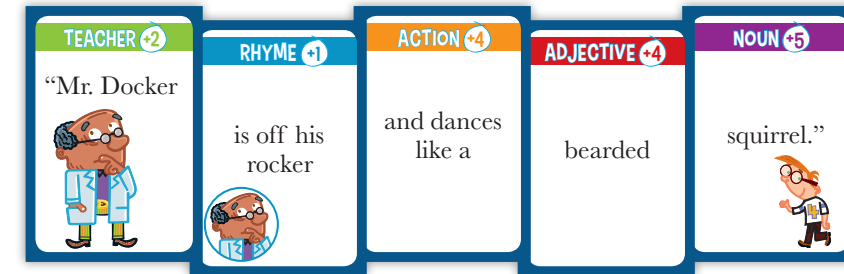 TEACHER +2
“Mr. Docker
RHYME +1
is off his
rocker
ACTION +4
and dances
like a
ADJECTIVE +4
bearded
NOUN +5
squirrel.”
4